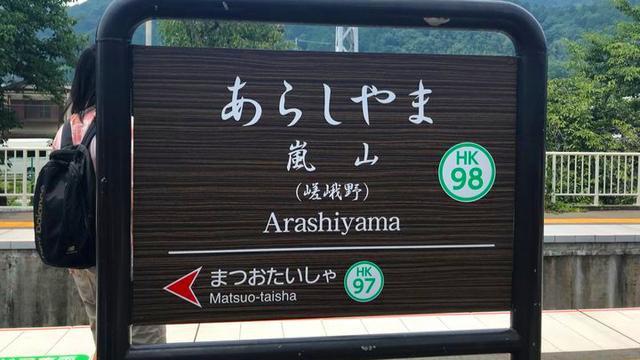 あらしやま
嵐山
(嵯峨野)
HK
98
Arashiyama
まつおたいしゃ
Matsuo-taisha
HK
97